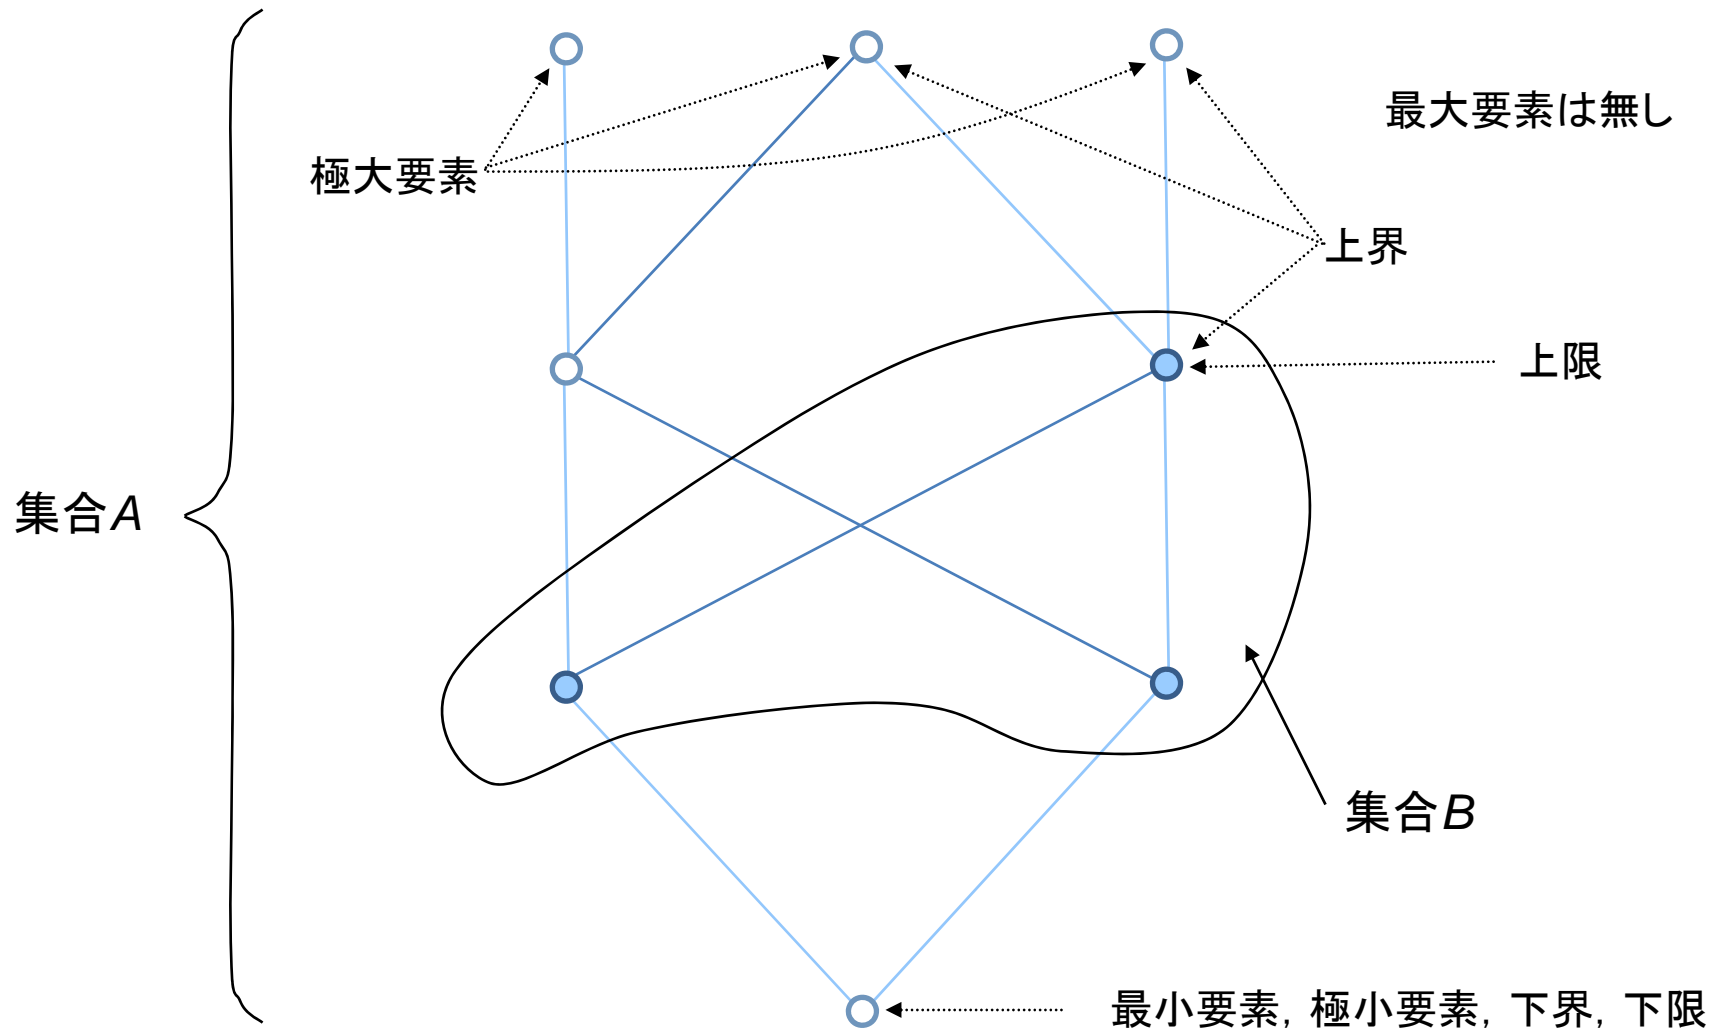 最大要素は無し
極大要素
上界
上限
集合A
集合B
最小要素, 極小要素, 下界, 下限